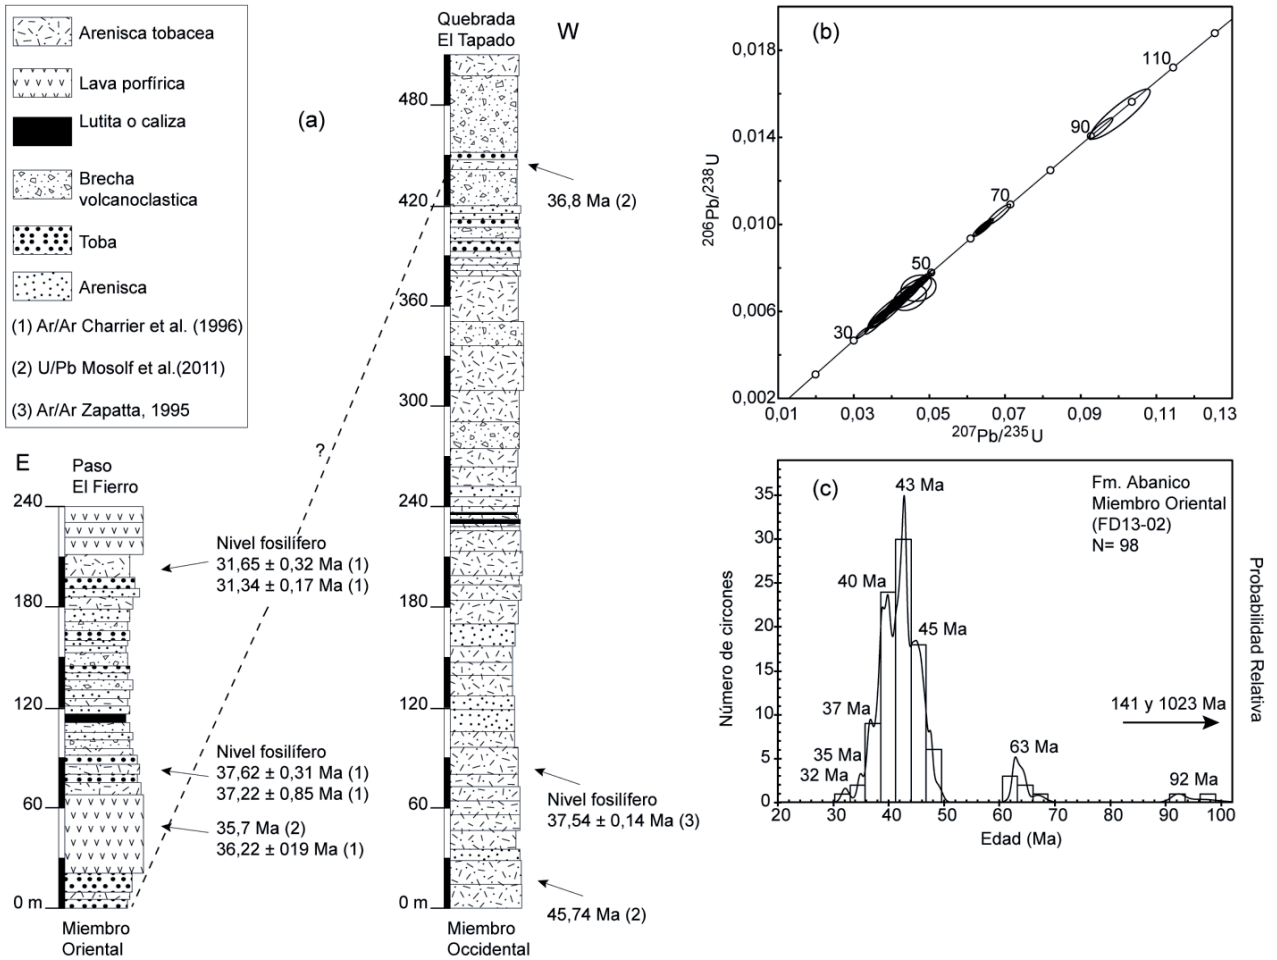 Arenisca tobacea
Lava porfírica
Lutita o caliza
Brecha
volcanoclastica
Toba
Arenisca
(1) Ar/Ar Charrier et al. (1996)
(2) U/Pb Mosolf et al.(2011)
(3) Ar/Ar Zapatta, 1995
(a)
E
Paso
El Fierro
240
180
120
60
0 m
Miembro
Oriental
Nivel fosilífero
31,65 ± 0,32 Ma (1)
31,34 ± 0,17 Ma (1)
Nivel fosilífero
37,62 ± 0,31 Ma (1)
37,22 ± 0,85 Ma (1)
35,7 Ma (2)
36,22 ± 019 Ma (1)
?
Quebrada
El Tapado
W
480
420
360
300
240
180
120
60
0 m
Miembro
Occidental
36,8 Ma (2)
Nivel fosilífero
37,54 ± 0,14 Ma (3)
45,74 Ma (2)
(b)
206Pb/238U
0,018
0,014
0,010
0,006
0,002
110
90
70
50
30
0,01 0,03 0,05 0,07 0,09 0,11 0,13
207Pb/235U
(c)
Fm. Abanico
Miembro Oriental
(FD13-02)
N= 98
Número de circones
35
30
25
20
15
10
5
0
43 Ma
40 Ma
45 Ma
37 Ma
35 Ma
32 Ma
63 Ma
92 Ma
141 y 1023 Ma
20 30 40 50 60 70 80 90 100
Edad (Ma)
Probabilidad Relativa